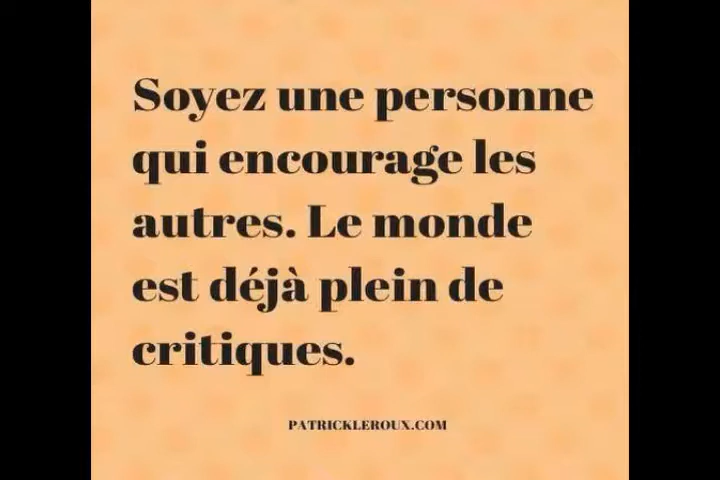 Soyez une personne
qui encourage les
autres. Le monde
est déjà plein de
critiques.
PATRICKLEROUX.COM